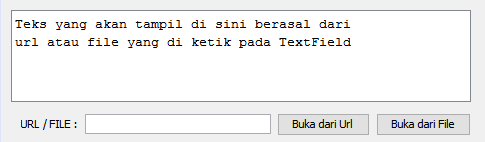 Teks yang akan tampil di sini berasal dari
url atau file yang di ketik pada TextField
URL / FILE : Buka dari Url Buka dari File